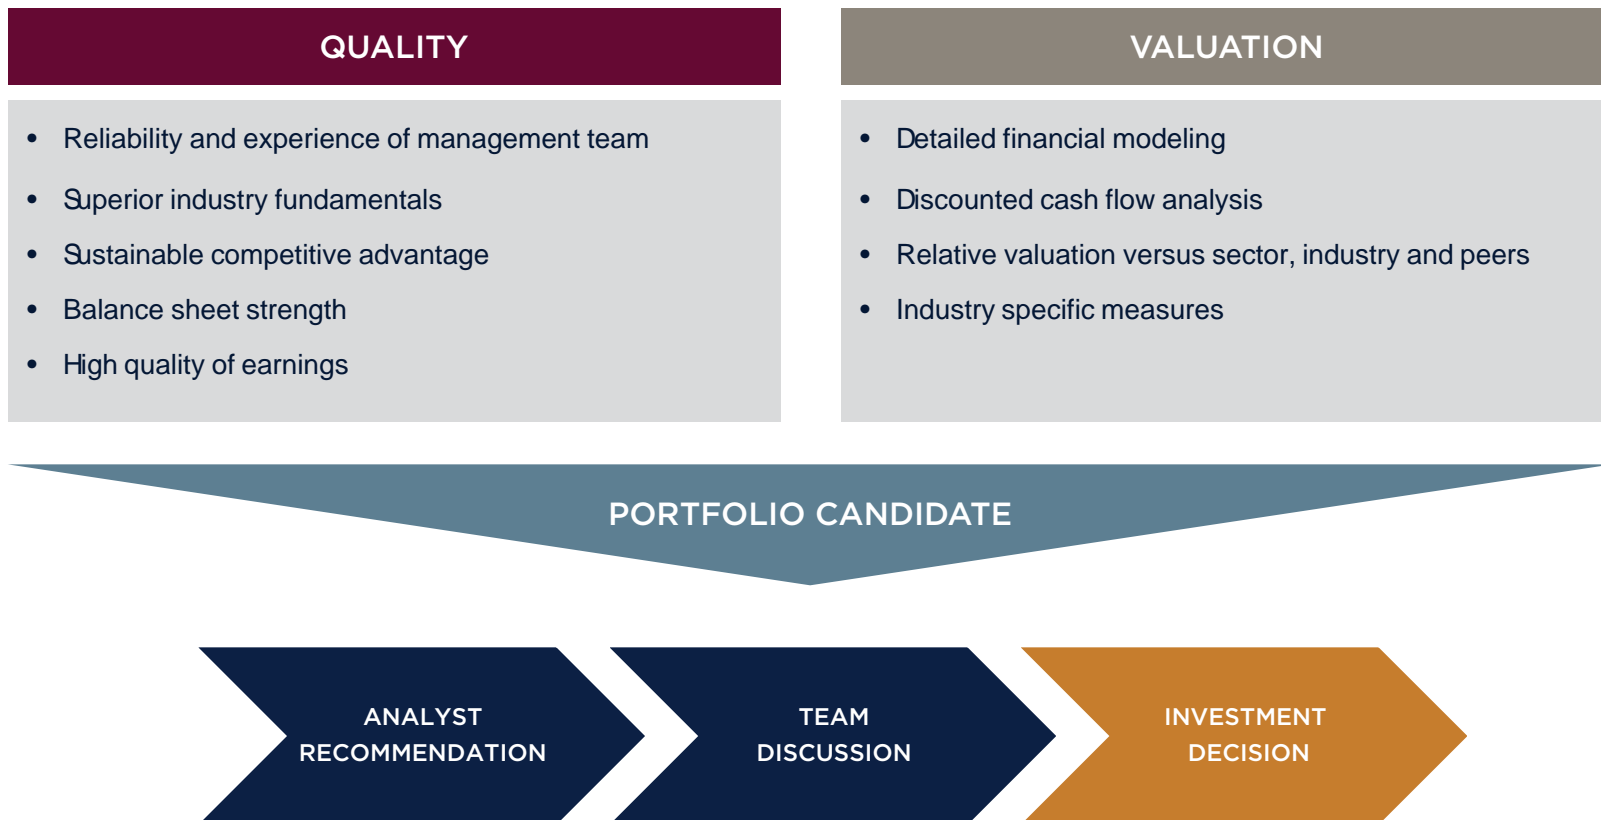 QUALITY
• Reliability and experience of management team
• Superior industry fundamentals
• Sustainable competitive advantage
• Balance sheet strength
• High quality of earnings
VALUATION
• Detailed financial modeling
• Discounted cash flow analysis
• Relative valuation versus sector, industry and peers
• Industry specific measures
PORTFOLIO CANDIDATE
ANALYST
RECOMMENDATION
TEAM
DISCUSSION
INVESTMENT
DECISION